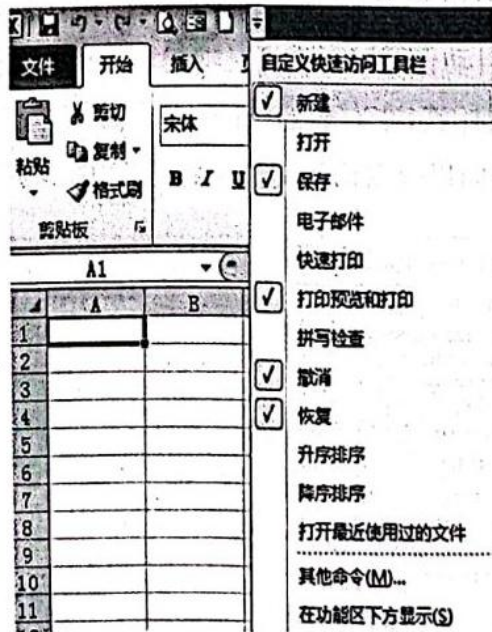 文件 开始 插入
剪切
宋体
复制
粘贴
B I U
格式刷
剪贴板
A1
A B
1
2
3
4
5
6
7
8
9
10
11
自定义快速访问工具栏
新建
打开
保存
电子邮件
快速打印
打印预览和打印
拼写检查
撤消
恢复
升序排序
降序排序
打开最近使用过的文件
其他命令(M)...
在功能区下方显示(S)